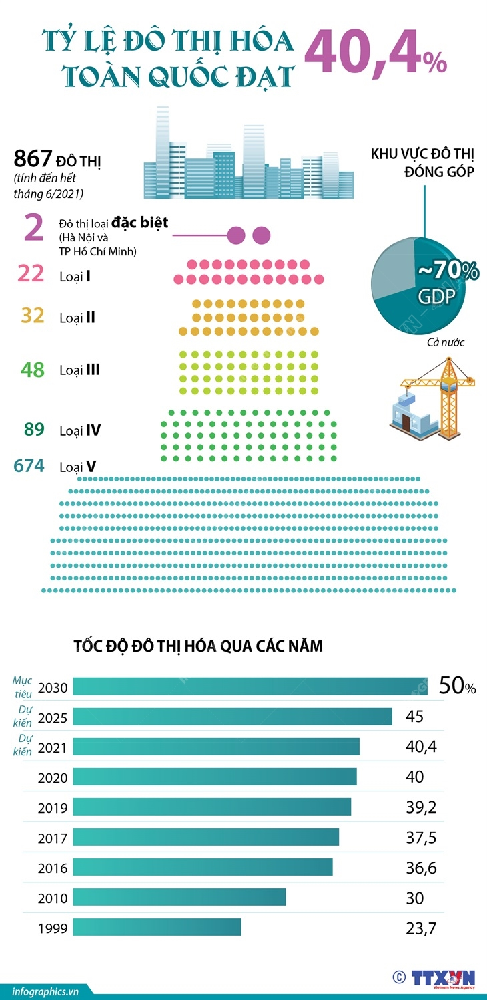 TỶ LỆ ĐÔ THỊ HÓA
TOÀN QUỐC ĐẠT
40,4%
867 ĐÔ THỊ
(tính đến hết
tháng 6/2021)
KHU VỰC ĐÔ THỊ
ĐÓNG GÓP
~70%
GDP
Cả nước
2 Đô thị loại đặc biệt
(Hà Nội và
TP Hồ Chí Minh)
22 Loại I
32 Loại II
48 Loại III
89 Loại IV
674 Loại V
TỐC ĐỘ ĐÔ THỊ HÓA QUA CÁC NĂM
Mục
tiêu 2030 50%
Dự
kiến 2025 45
Dự
kiến 2021 40,4
2020 40
2019 39,2
2017 37,5
2016 36,6
2010 30
1999 23,7
© TTXVN
Vietnam News Agency
infographics.vn